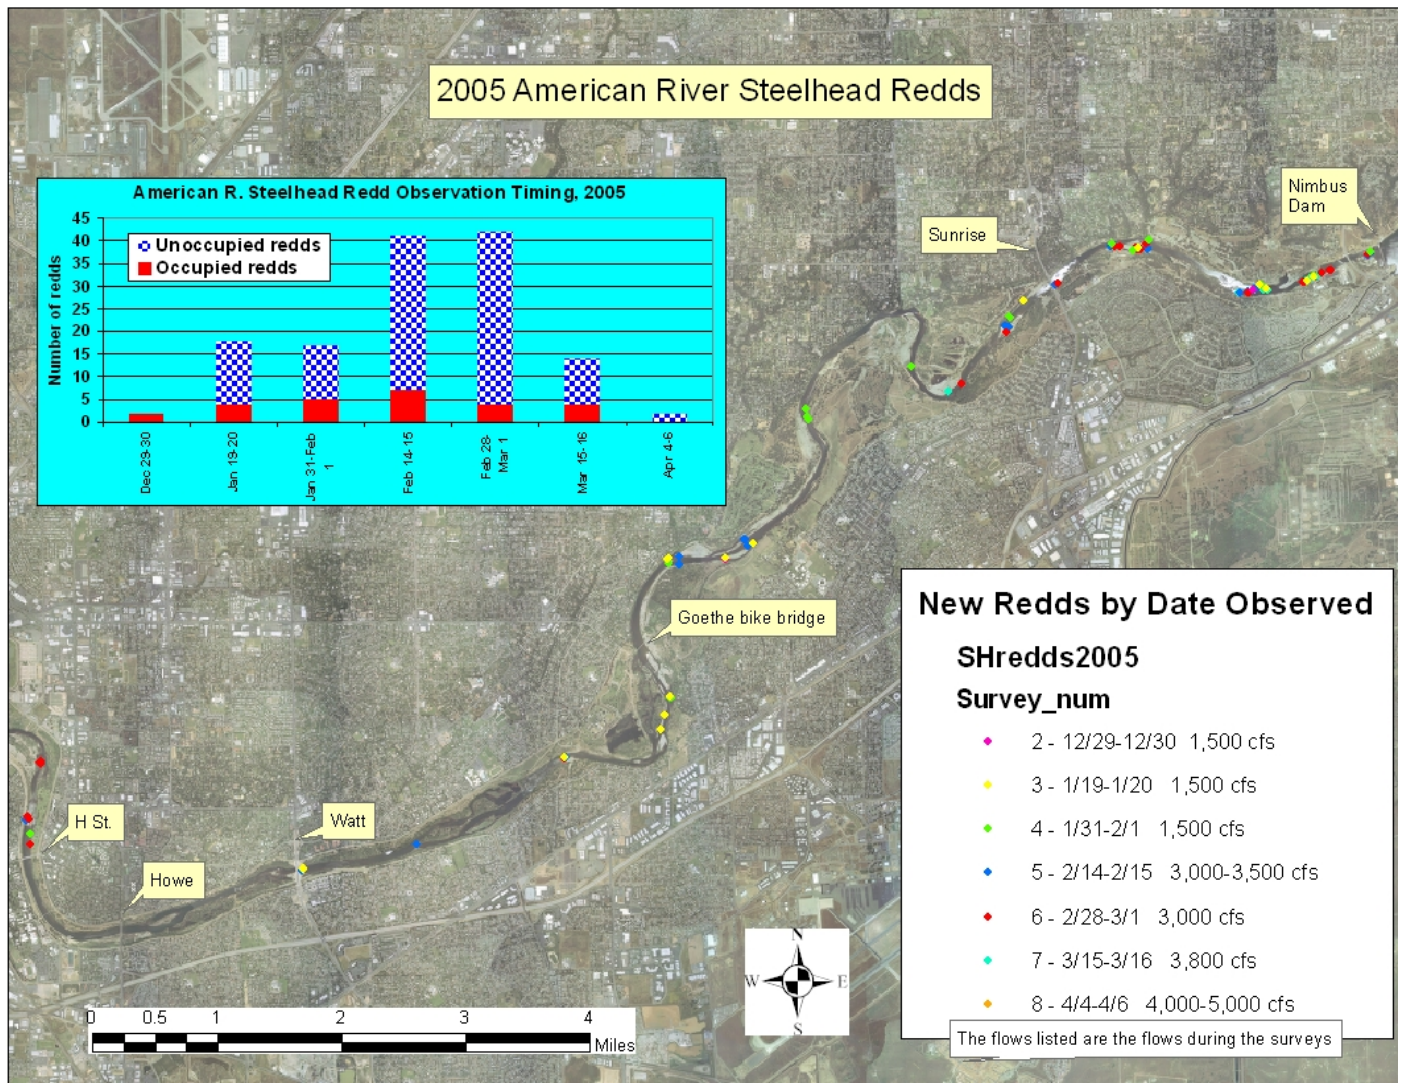 2005 American River Steelhead Redds
American R. Steelhead Redd Observation Timing, 2005
Number of redds
45
40
35
30
25
20
15
10
5
0
Unoccupied redds
Occupied redds
Dec 29-30
Jan 19-20
Jan 31-Feb
1
Feb 14-15
Feb 28-
Mar 1
Mar 15-16
Apr 4-6
Nimbus
Dam
Sunrise
Goethe bike bridge
H St.
Watt
Howe
New Redds by Date Observed
SHredds2005
Survey_num
2 - 12/29-12/30 1,500 cfs
3 - 1/19-1/20 1,500 cfs
4 - 1/31-2/1 1,500 cfs
5 - 2/14-2/15 3,000-3,500 cfs
6 - 2/28-3/1 3,000 cfs
7 - 3/15-3/16 3,800 cfs
8 - 4/4-4/6 4,000-5,000 cfs
The flows listed are the flows during the surveys
N
W E
S
0 0.5 1 2 3 4
Miles